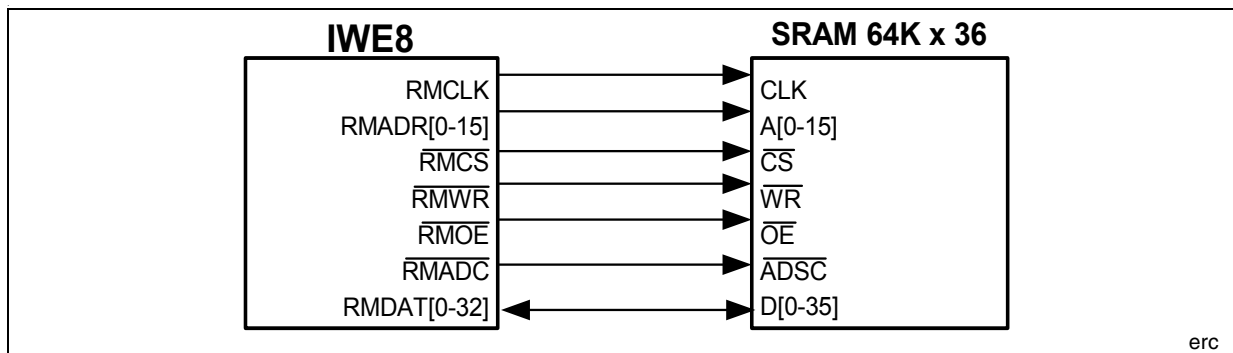 IWE8
SRAM 64K x 36
RMCLK
CLK
RMADR[0-15]
A[0-15]
RMCS
CS
RMWR
WR
RMOE
OE
RMADC
ADSC
RMDAT[0-32]
D[0-35]
erc